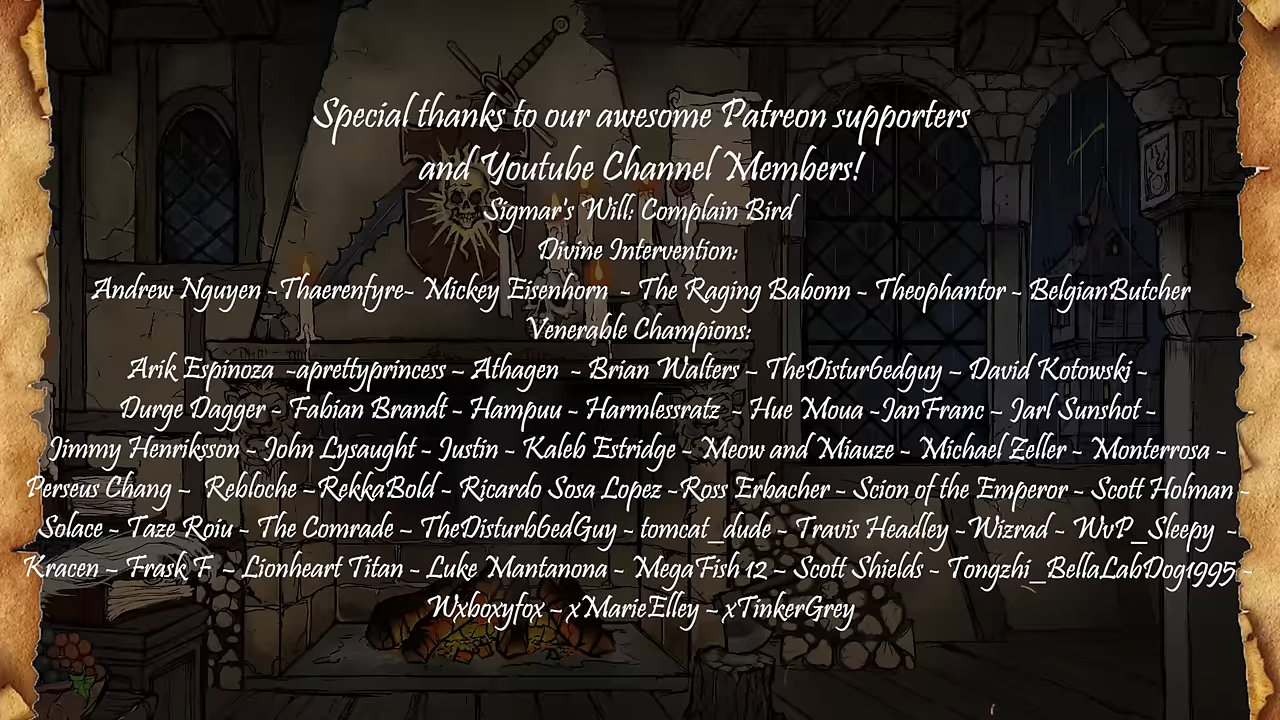 Special thanks to our awesome Patreon supporters
and Youtube Channel Members!
Sigmar's Will: Complain Bird
Divine Intervention:
Andrew Nguyen -Thaerenfyre- Mickey Eisenhorn - The Raging Babonn - Theophantor - BelgianButcher
Venerable Champions:
Arik Espinoza -aprettyprincess – Athagen - Brian Walters – TheDistur6edguy – David Kotowski -
Durge Dagger - Fabian Brandt - Hampuu - Harmlessratz - Hue Moua -JanFranc – Jarl Sunshot -
Jimmy Henriksson - John Lysaught - Justin - Kaleb Estridge - Meow and Miauze - Michael Zeller - Monterrosa -
Perseus Chang – Rebloche –RekkaBold - Ricardo Sosa Lopez -Ross Erbacher - Scion of the Emperor - Scott Holman -
Solace - Taze Roiu - The Comrade – TheDisturb6edGuy - tomcat_dude - Travis Headley -Wizrad - WvP_Sleepy -
Kracen – Frask F. – Lionheart Titan - Luke Mantanona - MegaFish 12 – Scott Shields - Tongzhi_BellaLabDog1995 -
Wxboxyfox – xMarieElley – xTinkerGrey